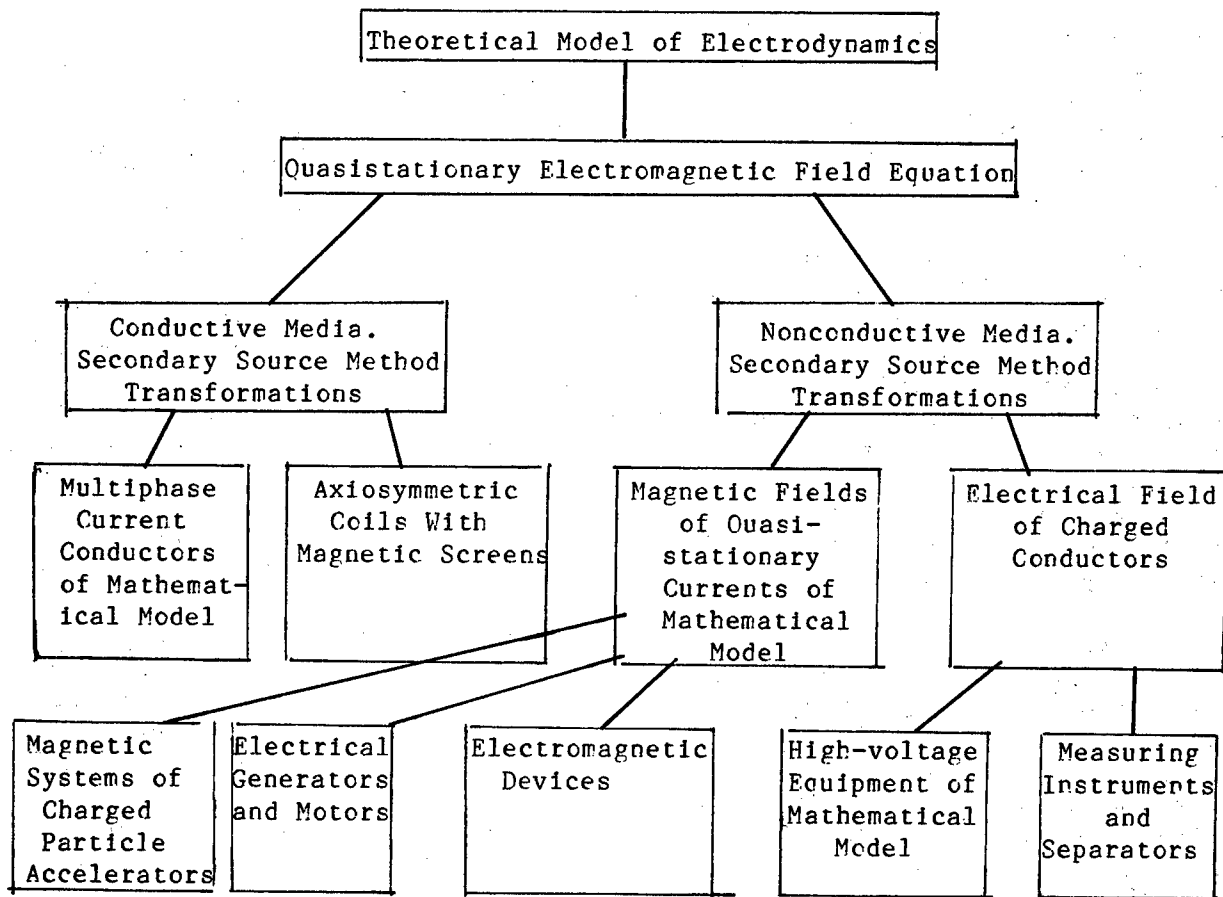 Theoretical Model of Electrodynamics
Quasistationary Electromagnetic Field Equation
Conductive Media.
Secondary Source Method
Transformations
Nonconductive Media.
Secondary Source Method
Transformations
Multiphase
Current
Conductors
of Mathemat-
ical Model
Axiosymmetric
Coils With
Magnetic Screens
Magnetic Fields
of Quasi-
stationary
Currents of
Mathematical
Model
Electrical Field
of Charged
Conductors
Magnetic
Systems of
Charged
Particle
Accelerators
Electrical
Generators
and Motors
Electromagnetic
Devices
High-voltage
Equipment of
Mathematical
Model
Measuring
Instruments
and
Separators